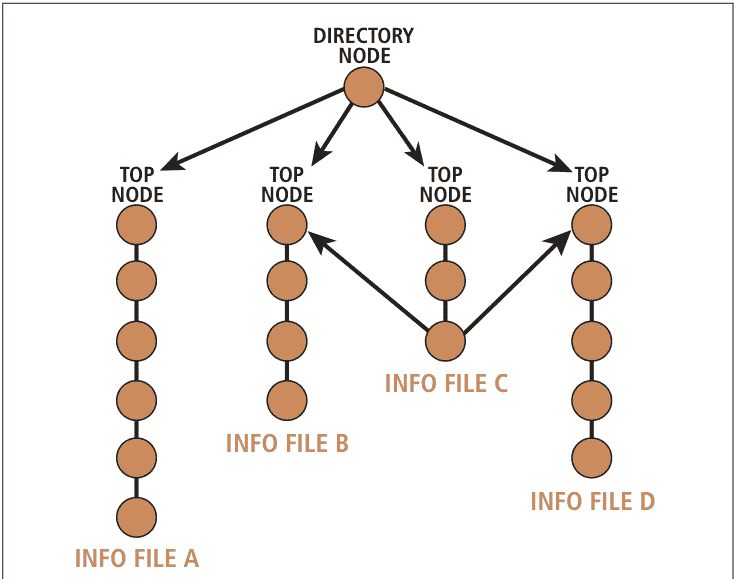 DIRECTORY
NODE
TOP
NODE
TOP
NODE
TOP
NODE
TOP
NODE
INFO FILE C
INFO FILE B
INFO FILE D
INFO FILE A